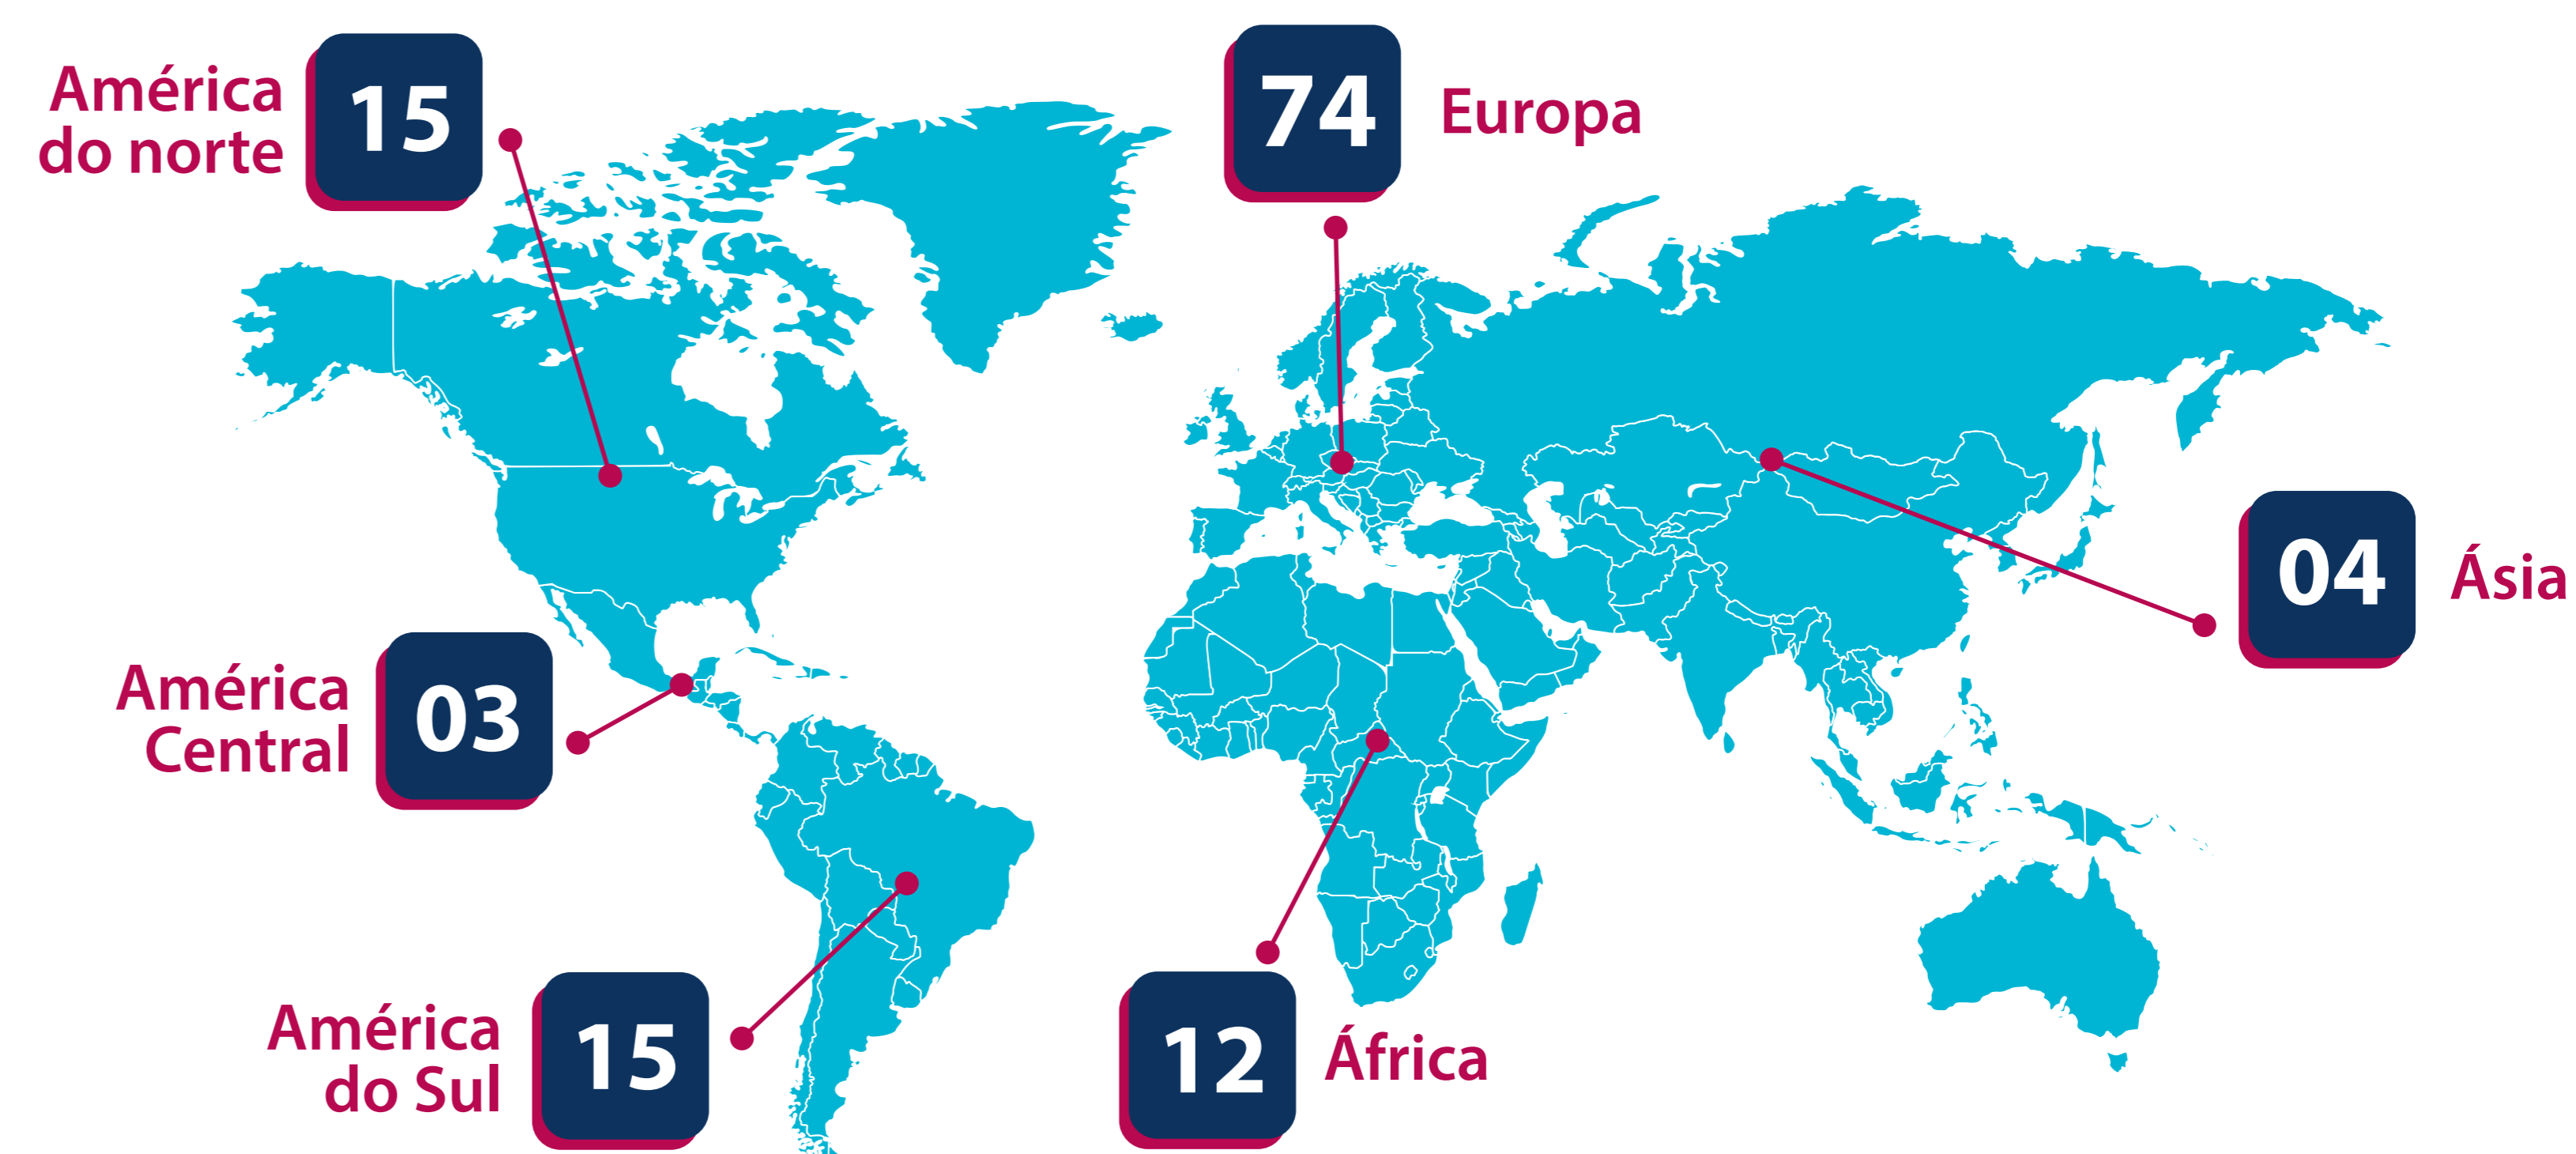 América
do norte
15
74
Europa
04
Ásia
América
Central
03
América
do Sul
15
12
África